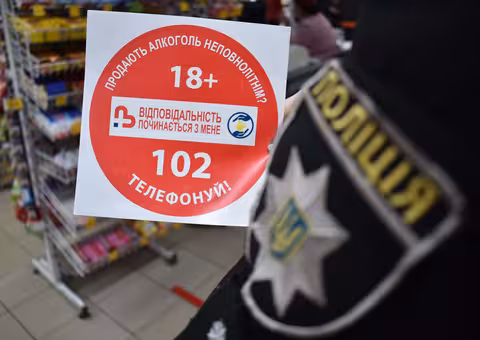 ПРОДАЮТЬ АЛКОГОЛЬ НЕПОВНОЛІТНІМ?
18+
ВІДПОВІДАЛЬНІСТЬ
ПОЧИНАЄТЬСЯ З МЕНЕ
102
ТЕЛЕФОНУЙ!
ПОЛІЦІЯ